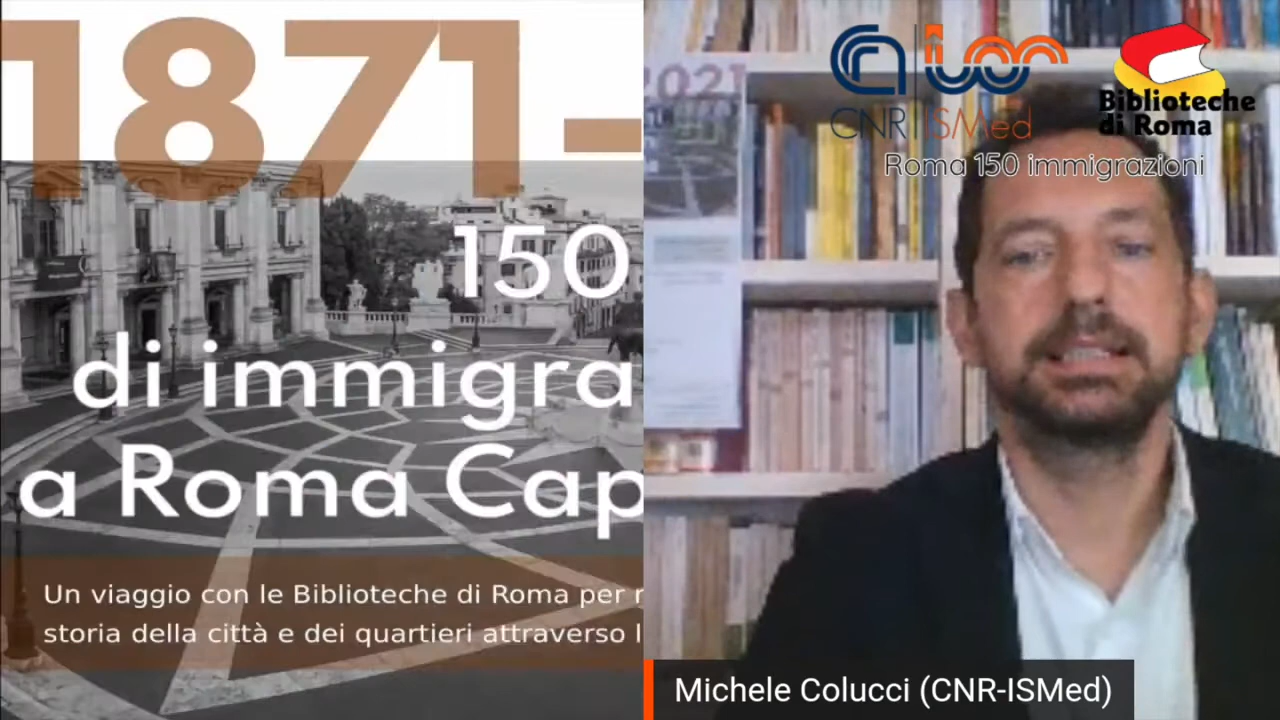 1871-
150
di immigra
a Roma Cap
Un viaggio con le Biblioteche di Roma per r
storia della città e dei quartieri attraverso l
2021
CNR ISMed
Biblioteche
di Roma
Roma 150 immigrazioni
Michele Colucci (CNR-ISMed)